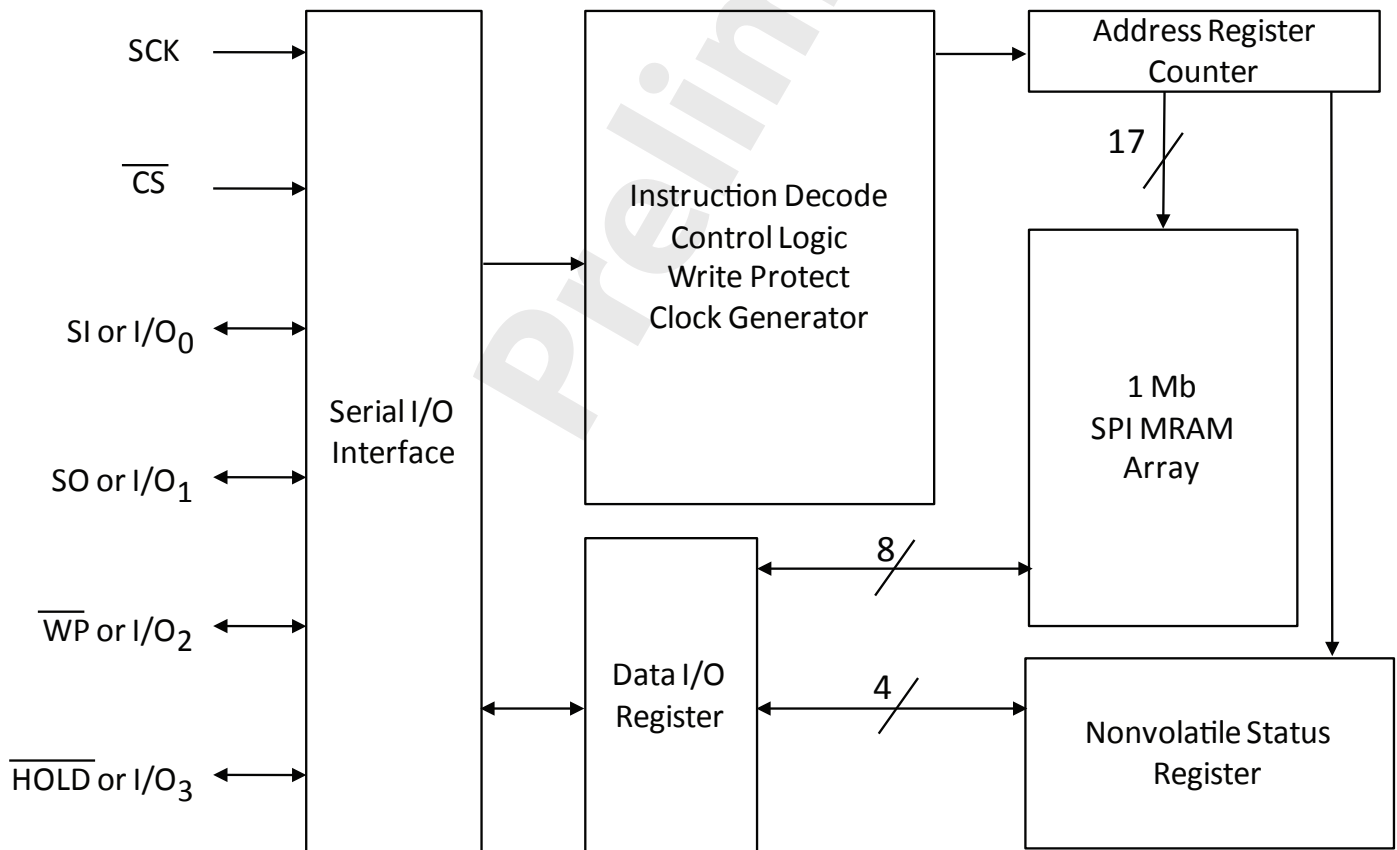 SCK
CS
SI or I/O0
SO or I/O1
WP or I/O2
HOLD or I/O3
Serial I/O
Interface
Instruction Decode
Control Logic
Write Protect
Clock Generator
Data I/O
Register
Address Register
Counter
17
1 Mb
SPI MRAM
Array
8
4
Nonvolatile Status
Register
Prelim